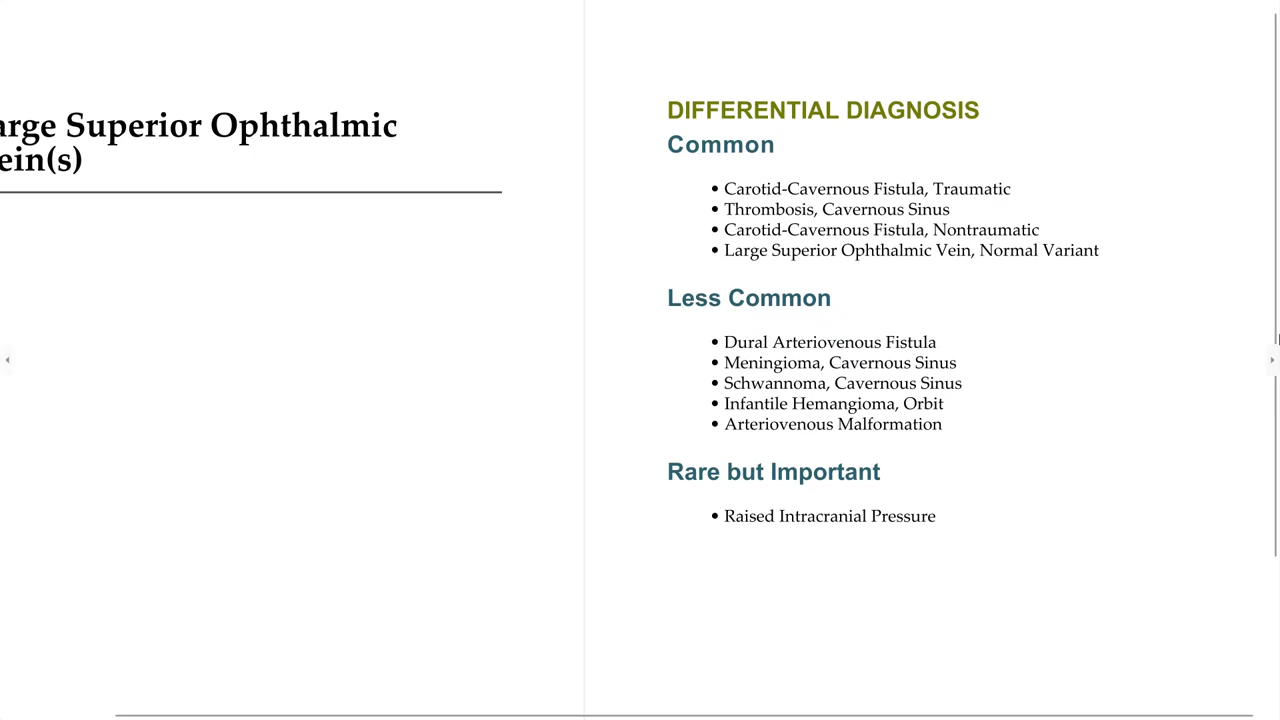 arge Superior Ophthalmic
ein(s)
DIFFERENTIAL DIAGNOSIS
Common
• Carotid-Cavernous Fistula, Traumatic
• Thrombosis, Cavernous Sinus
• Carotid-Cavernous Fistula, Nontraumatic
• Large Superior Ophthalmic Vein, Normal Variant
Less Common
• Dural Arteriovenous Fistula
• Meningioma, Cavernous Sinus
• Schwannoma, Cavernous Sinus
• Infantile Hemangioma, Orbit
• Arteriovenous Malformation
Rare but Important
• Raised Intracranial Pressure